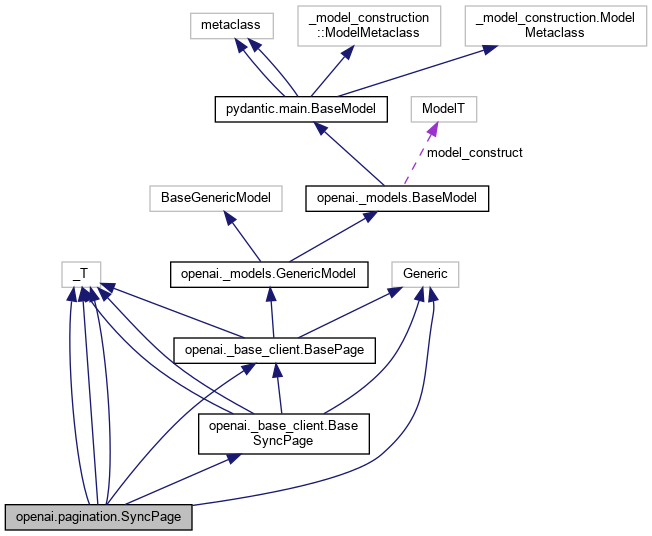 metaclass
_model_construction
::ModelMetaclass
_model_construction.Model
Metaclass
pydantic.main.BaseModel
ModelT
model_construct
BaseGenericModel
openai._models.BaseModel
_T
openai._models.GenericModel
Generic
openai._base_client.BasePage
openai._base_client.Base
SyncPage
openai.pagination.SyncPage